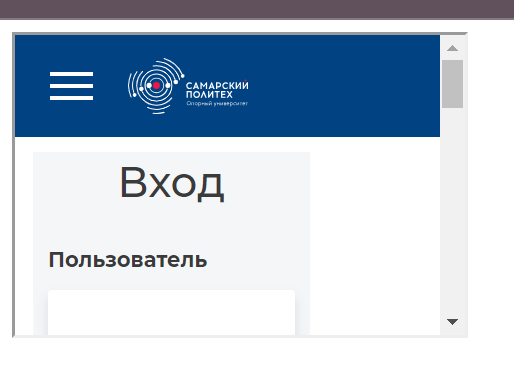 САМАРСКИЙ
ПОЛИТЕХ
Опорный университет
Вход
Пользователь